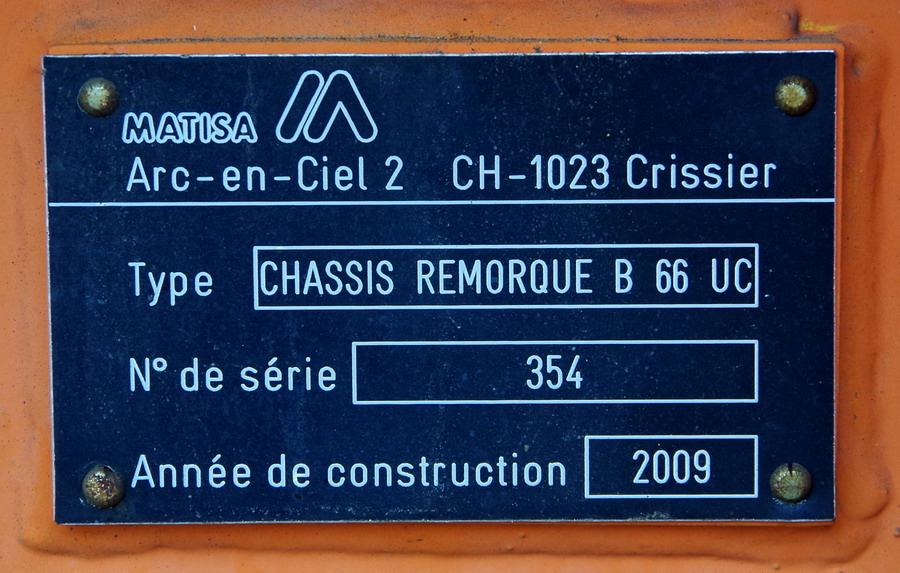 MATISA
Arc-en-Ciel 2 CH-1023 Crissier
Type CHASSIS REMORQUE B 66 UC
N° de série 354
Année de construction 2009